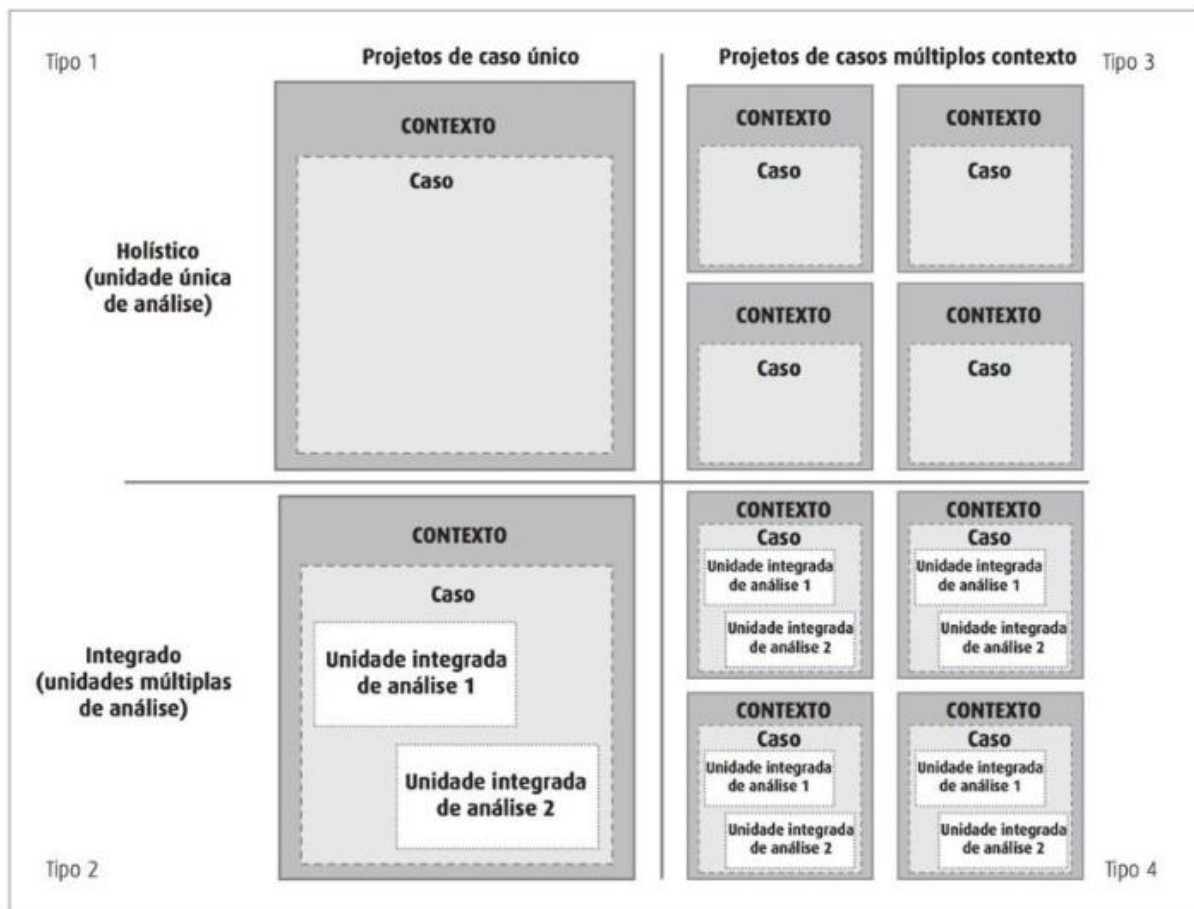 Tipo 1
Projetos de caso único
Projetos de casos múltiplos contexto
Tipo 3
CONTEXTO
Caso
Holístico
(unidade única
de análise)
CONTEXTO
Caso
CONTEXTO
Caso
CONTEXTO
Caso
CONTEXTO
Caso
CONTEXTO
Caso
Unidade integrada
de análise 1
Unidade integrada
de análise 2
Integrado
(unidades múltiplas
de análise)
CONTEXTO
Caso
Unidade integrada
de análise 1
Unidade integrada
de análise 2
CONTEXTO
Caso
Unidade integrada
de análise 1
Unidade integrada
de análise 2
CONTEXTO
Caso
Unidade integrada
de análise 1
Unidade integrada
de análise 2
CONTEXTO
Caso
Unidade integrada
de análise 1
Unidade integrada
de análise 2
Tipo 2
Tipo 4